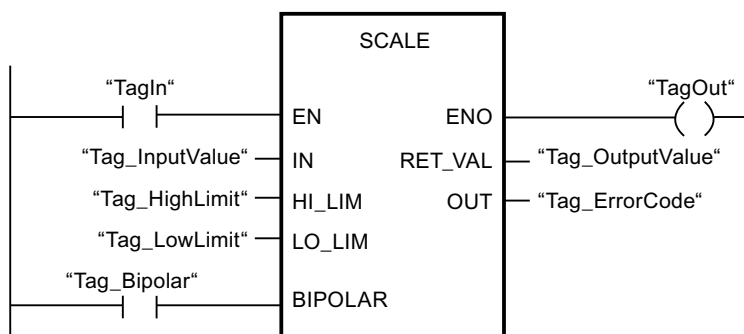 SCALE
“TagIn“ “TagOut“
EN ENO
“Tag_InputValue“ IN RET_VAL “Tag_OutputValue“
“Tag_HighLimit“ HI_LIM OUT “Tag_ErrorCode“
“Tag_LowLimit“ LO_LIM
“Tag_Bipolar“
BIPOLAR